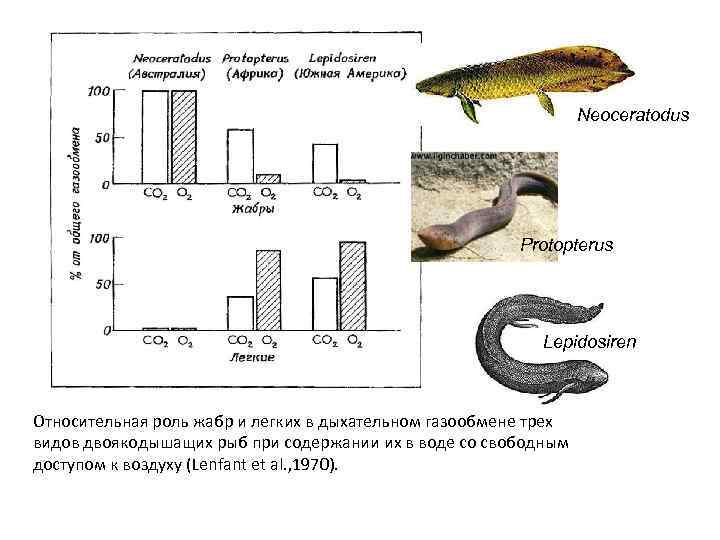 Neoceratodus Protopterus Lepidosiren
(Австралия) (Африка) (Южная Америка)
% от общего газообмена
100
50
0
CO2 O2 CO2 O2 CO2 O2
Жабры
100
50
0
CO2 O2 CO2 O2 CO2 O2
Легкие
Neoceratodus
www.ilginchaber.com
Protopterus
Lepidosiren
Относительная роль жабр и легких в дыхательном газообмене трех
видов двоякодышащих рыб при содержании их в воде со свободным
доступом к воздуху (Lenfant et al. ,1970).